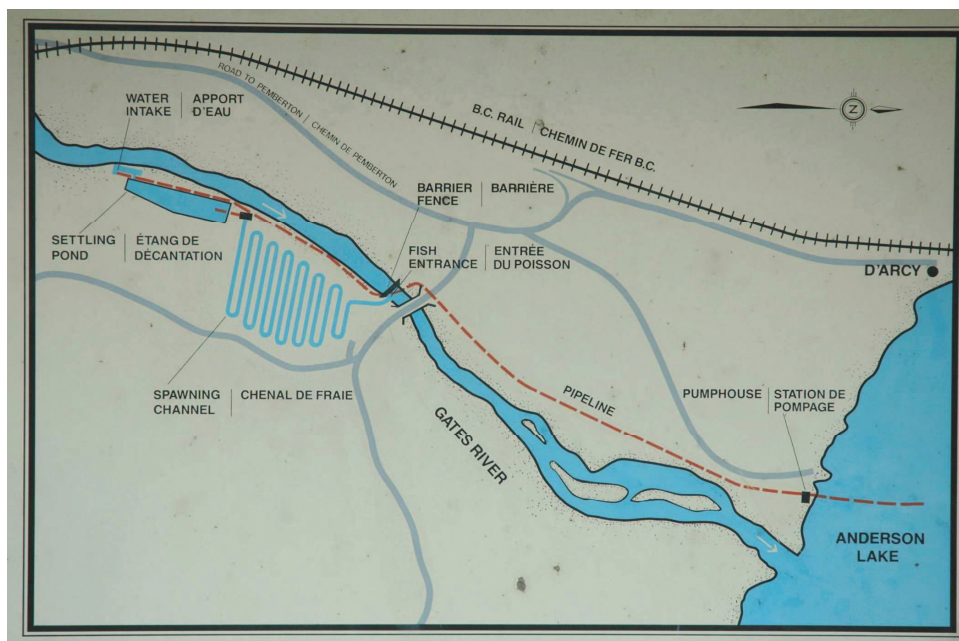 ROAD TO PEMBERTON / CHEMIN DE PEMBERTON
B.C. RAIL / CHEMIN DE FER B.C.
Z
WATER | APPORT
INTAKE | D'EAU
BARRIER | BARRIÈRE
FENCE
SETTLING | ÉTANG DE
POND | DÉCANTATION
FISH | ENTRÉE
ENTRANCE | DU POISSON
D'ARCY
SPAWNING | CHENAL DE FRAIE
CHANNEL
PIPELINE
PUMPHOUSE | STATION DE
POMPAGE
GATES RIVER
ANDERSON
LAKE